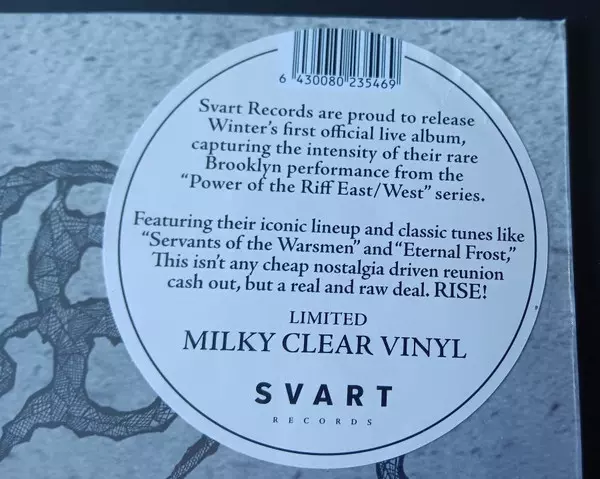 6 430080 235469
Svart Records are proud to release
Winter's first official live album,
capturing the intensity of their rare
Brooklyn performance from the
“Power of the Riff East/West” series.
Featuring their iconic lineup and classic tunes like
“Servants of the Warsmen” and “Eternal Frost,”
This isn't any cheap nostalgia driven reunion
cash out, but a real and raw deal. RISE!
LIMITED
MILKY CLEAR VINYL
SVART
RECORDS